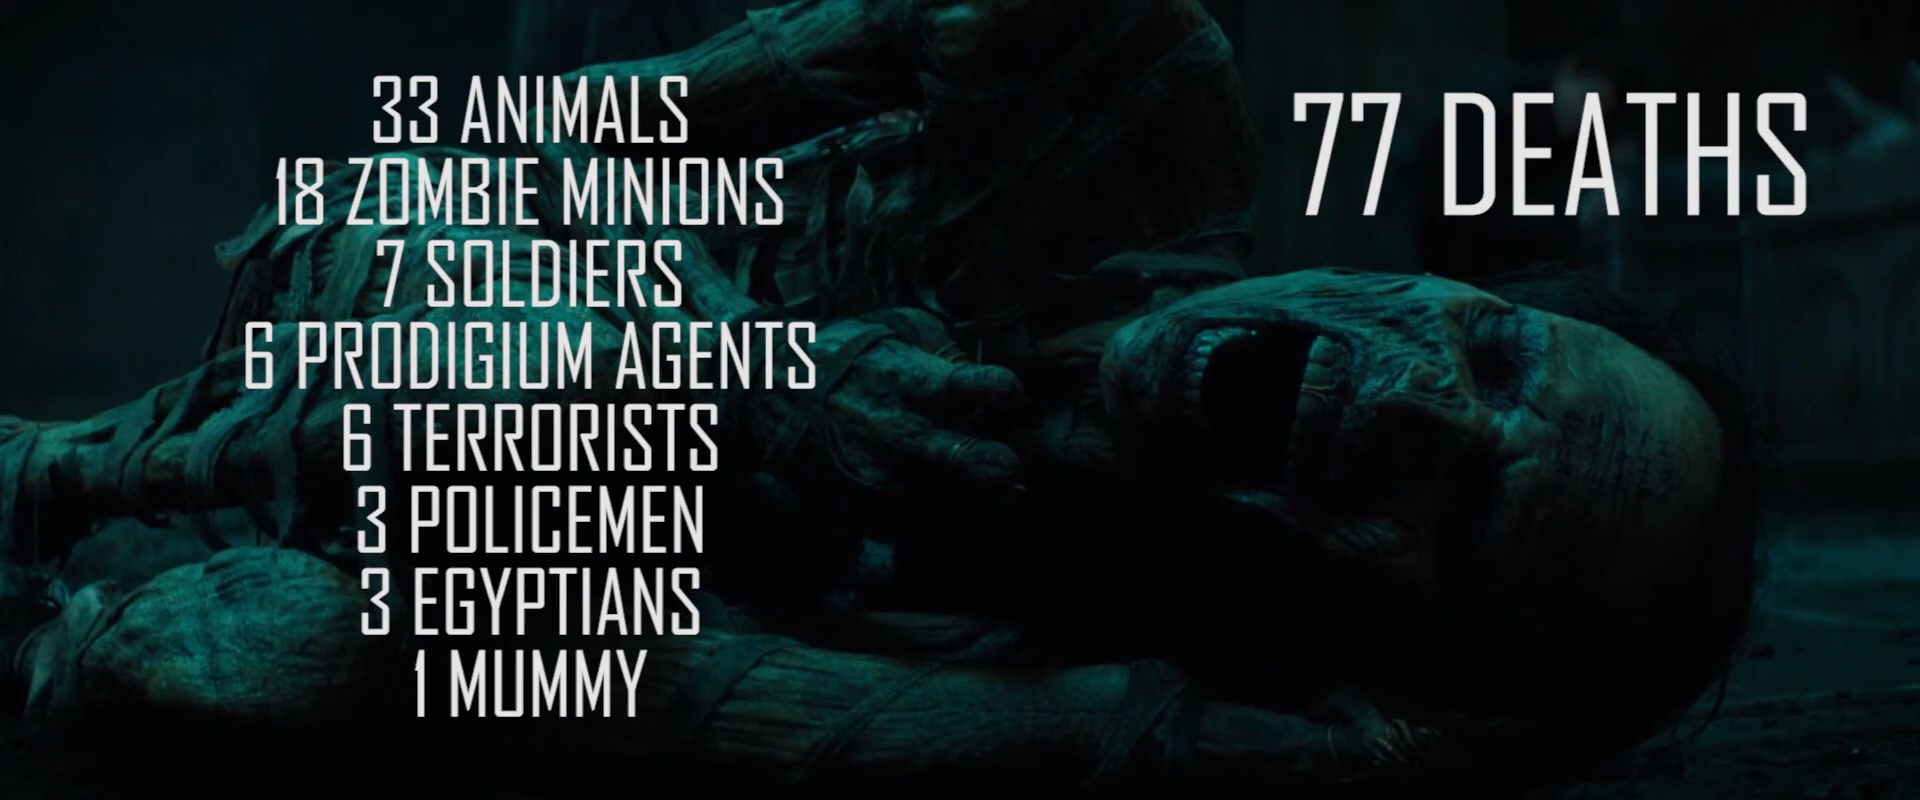 33 ANIMALS
18 ZOMBIE MINIONS
7 SOLDIERS
6 PRODIGIUM AGENTS
6 TERRORISTS
3 POLICEMEN
3 EGYPTIANS
1 MUMMY
77 DEATHS